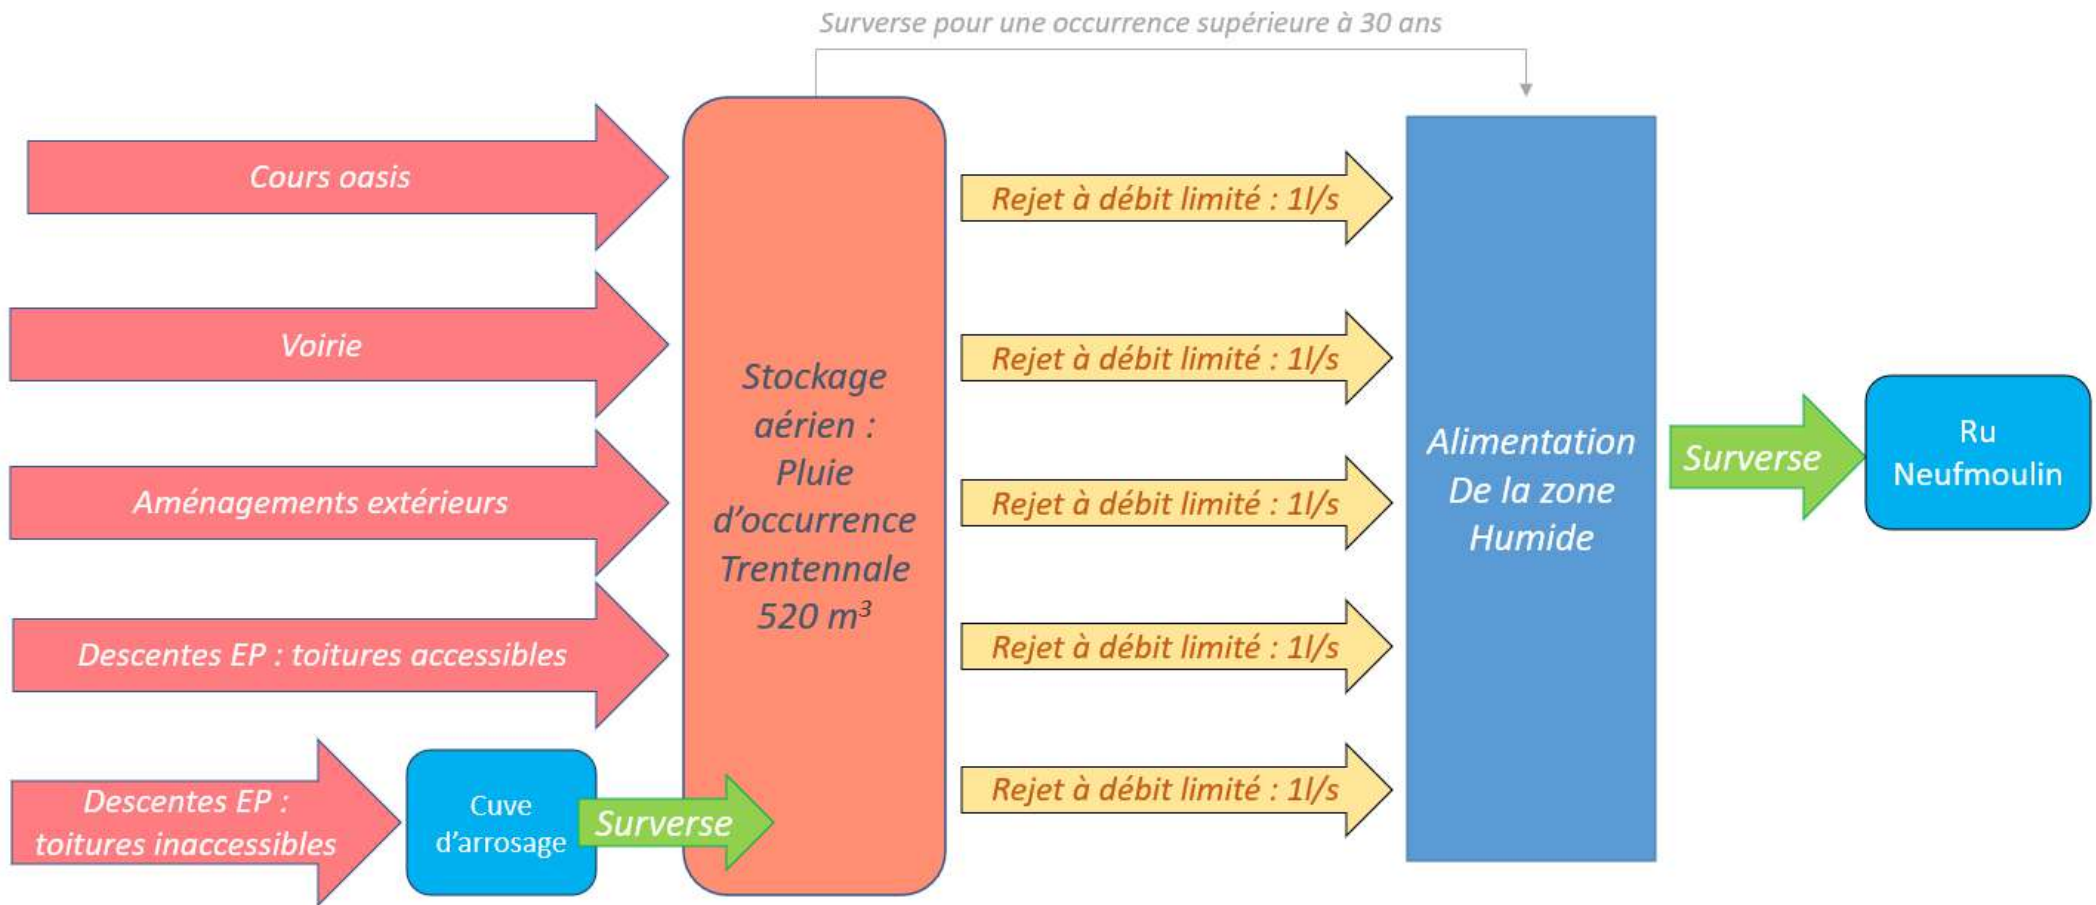 Surverse pour une occurrence supérieure à 30 ans
Cours oasis
Voirie
Aménagements extérieurs
Descentes EP : toitures accessibles
Descentes EP :
toitures inaccessibles
Cuve
d’arrosage
Surverse
Stockage
aérien :
Pluie
d’occurrence
Trentennale
520 m³
Rejet à débit limité : 1l/s
Rejet à débit limité : 1l/s
Rejet à débit limité : 1l/s
Rejet à débit limité : 1l/s
Rejet à débit limité : 1l/s
Alimentation
De la zone
Humide
Surverse
Ru
Neufmoulin